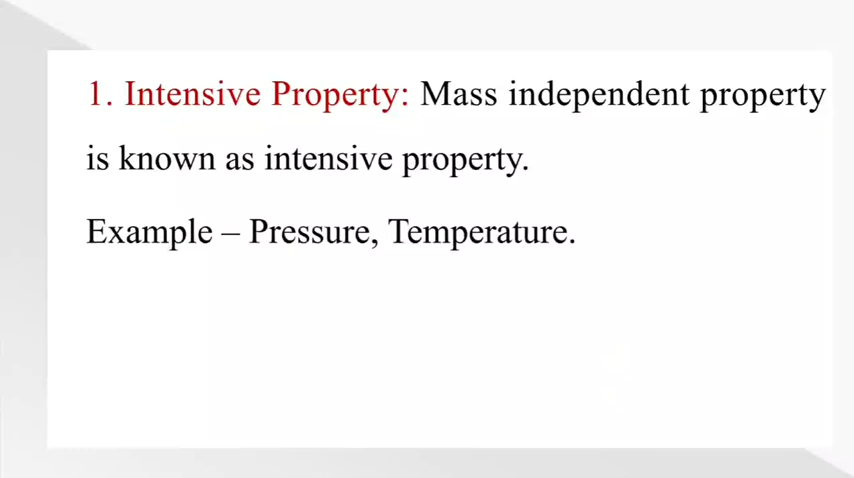 1. Intensive Property: Mass independent property
is known as intensive property.
Example – Pressure, Temperature.